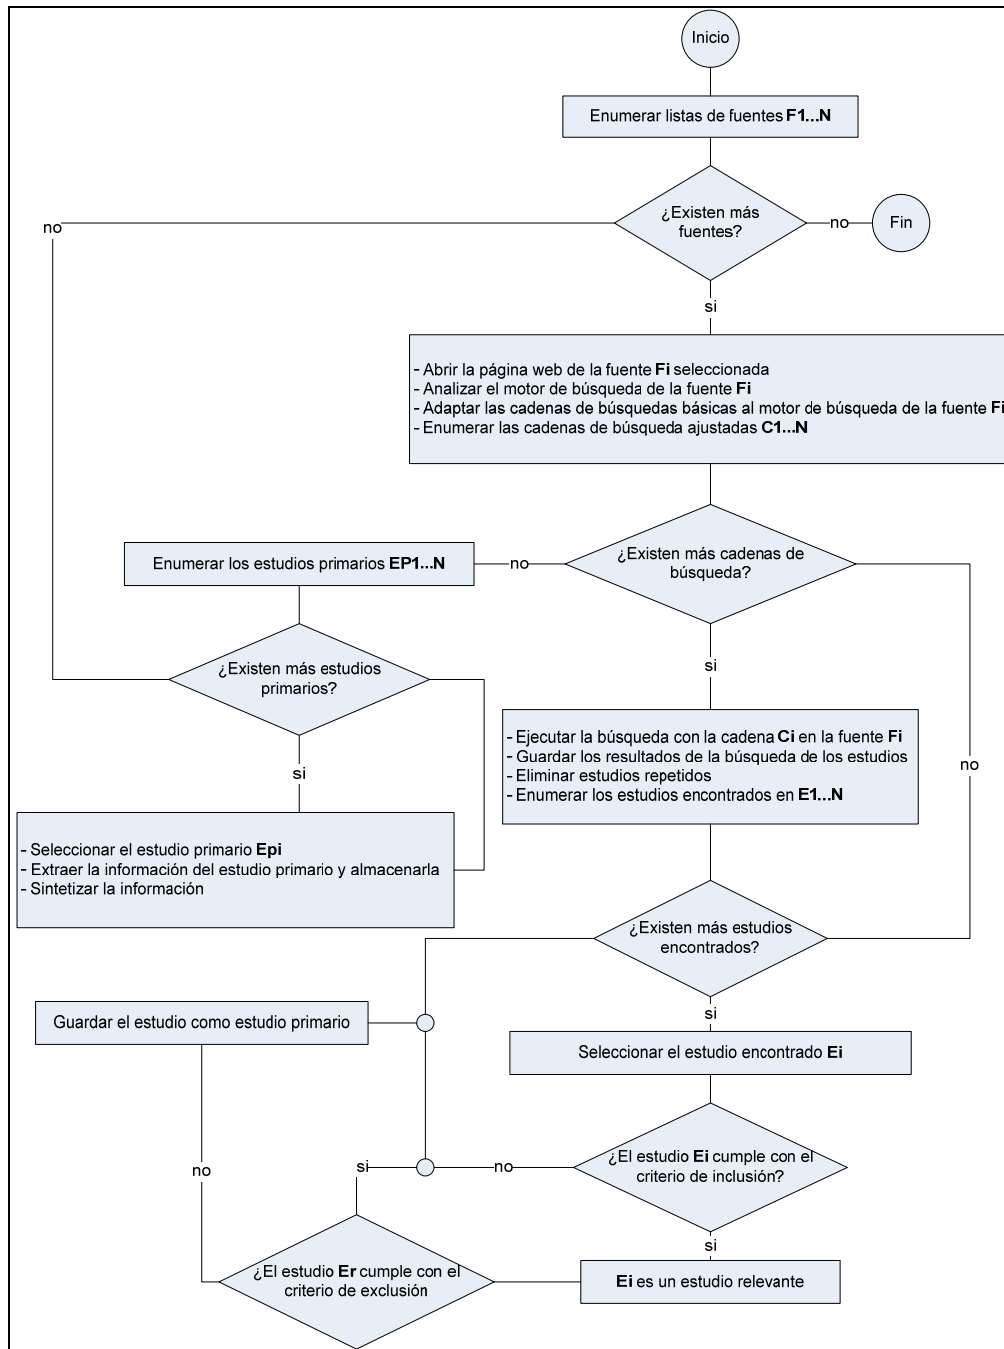 Inicio
Enumerar listas de fuentes F1...N
¿Existen más
fuentes?
no
Fin
no
si
- Abrir la página web de la fuente Fi seleccionada
- Analizar el motor de búsqueda de la fuente Fi
- Adaptar las cadenas de búsquedas básicas al motor de búsqueda de la fuente Fi
- Enumerar las cadenas de búsqueda ajustadas C1...N
¿Existen más cadenas de
búsqueda?
no
Enumerar los estudios primarios EP1...N
¿Existen más estudios
primarios?
si
- Seleccionar el estudio primario Epi
- Extraer la información del estudio primario y almacenarla
- Sintetizar la información
si
- Ejecutar la búsqueda con la cadena Ci en la fuente Fi
- Guardar los resultados de la búsqueda de los estudios
- Eliminar estudios repetidos
- Enumerar los estudios encontrados en E1...N
no
¿Existen más estudios
encontrados?
si
Guardar el estudio como estudio primario
Seleccionar el estudio encontrado Ei
¿El estudio Ei cumple con el
criterio de inclusión?
no
si
no
si
¿El estudio Er cumple con el
criterio de exclusión
Ei es un estudio relevante